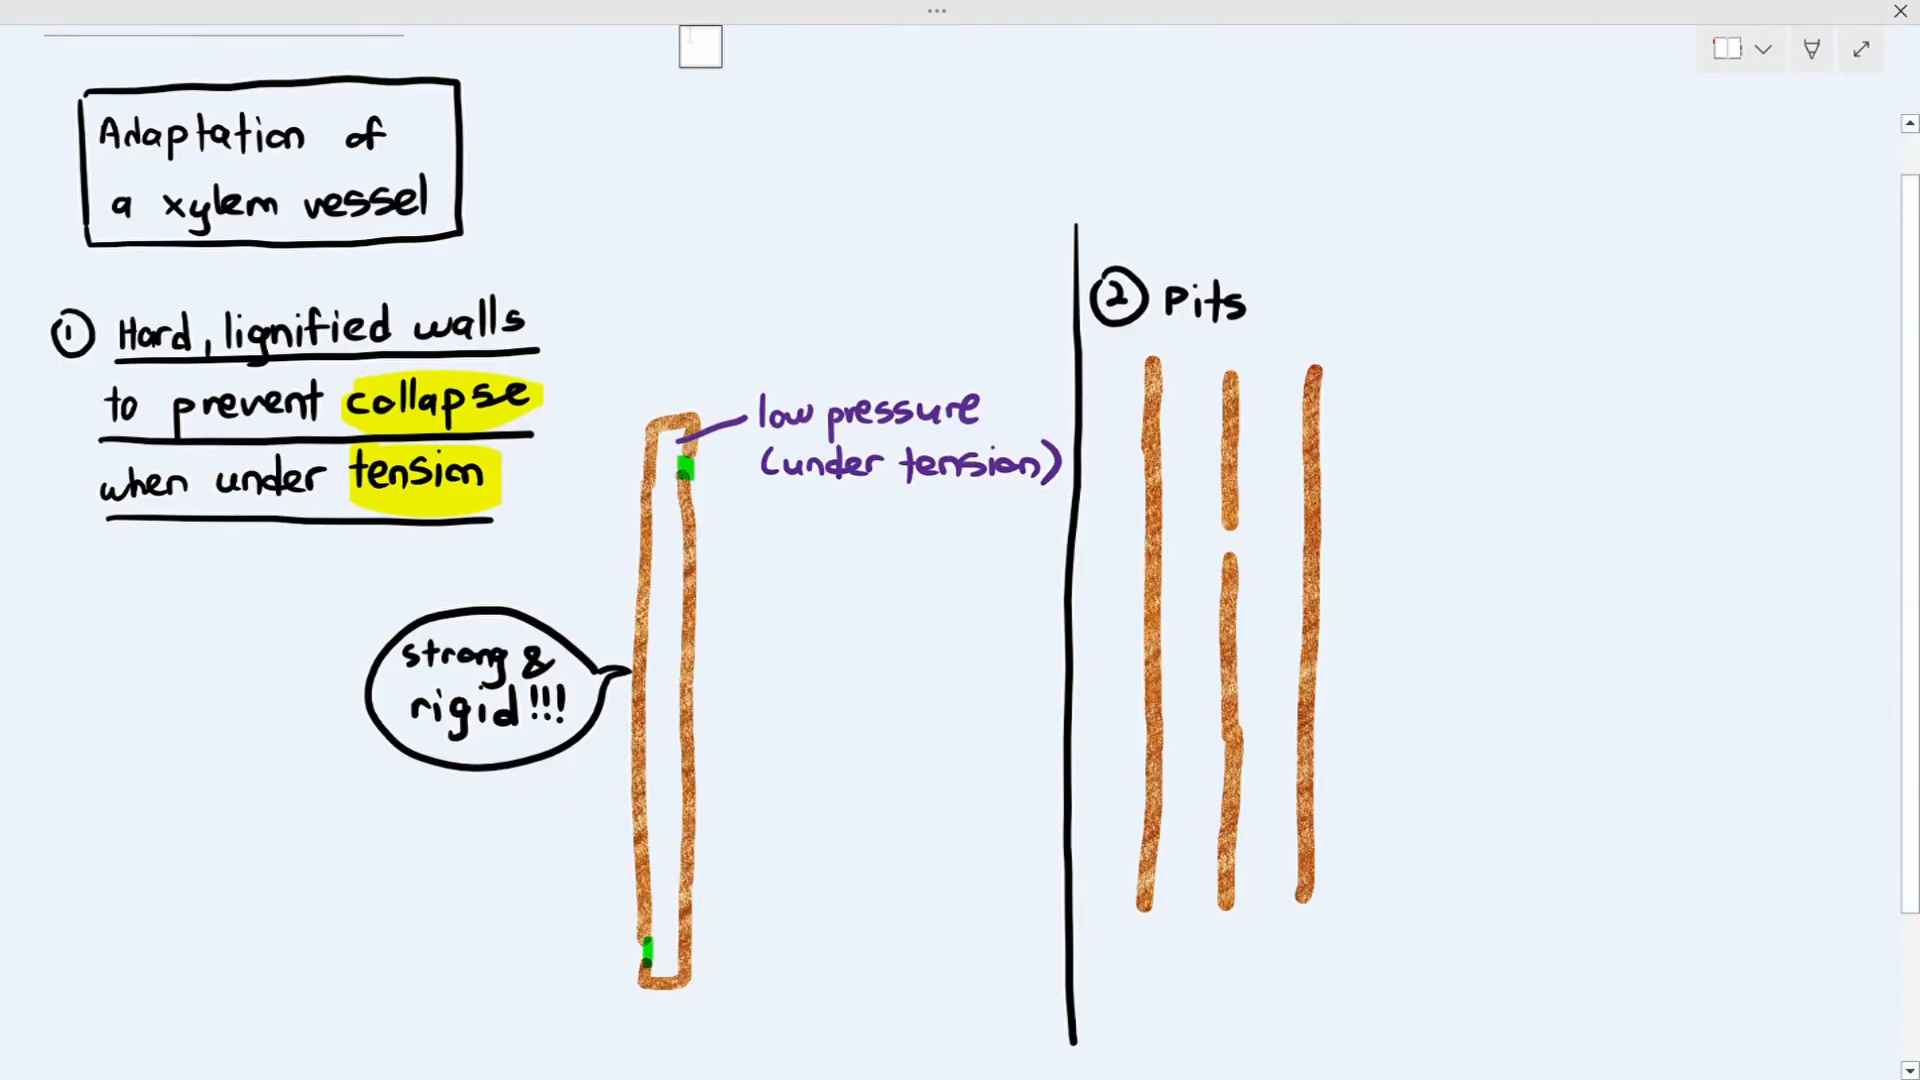 Adaptation of
a xylem vessel
① Hard, lignified walls
to prevent collapse
when under tension
low pressure
(under tension)
strong &
rigid!!!
② Pits